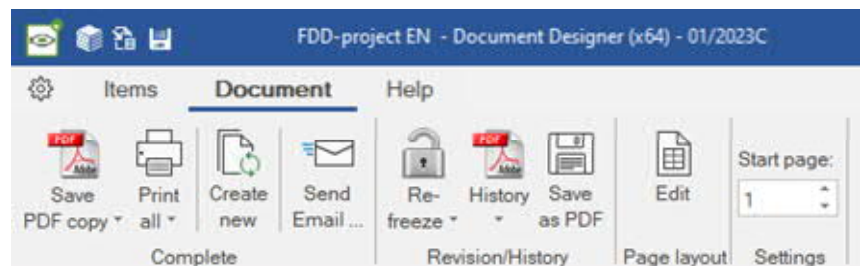 FDD-project EN - Document Designer (x64) - 01/2023C
Items Document Help
PDF PDF Start page:
Adobe Adobe
Save Print Create Send Re- History Save Edit 1
PDF copy all new Email ... freeze as PDF
Complete Revision/History Page layout Settings